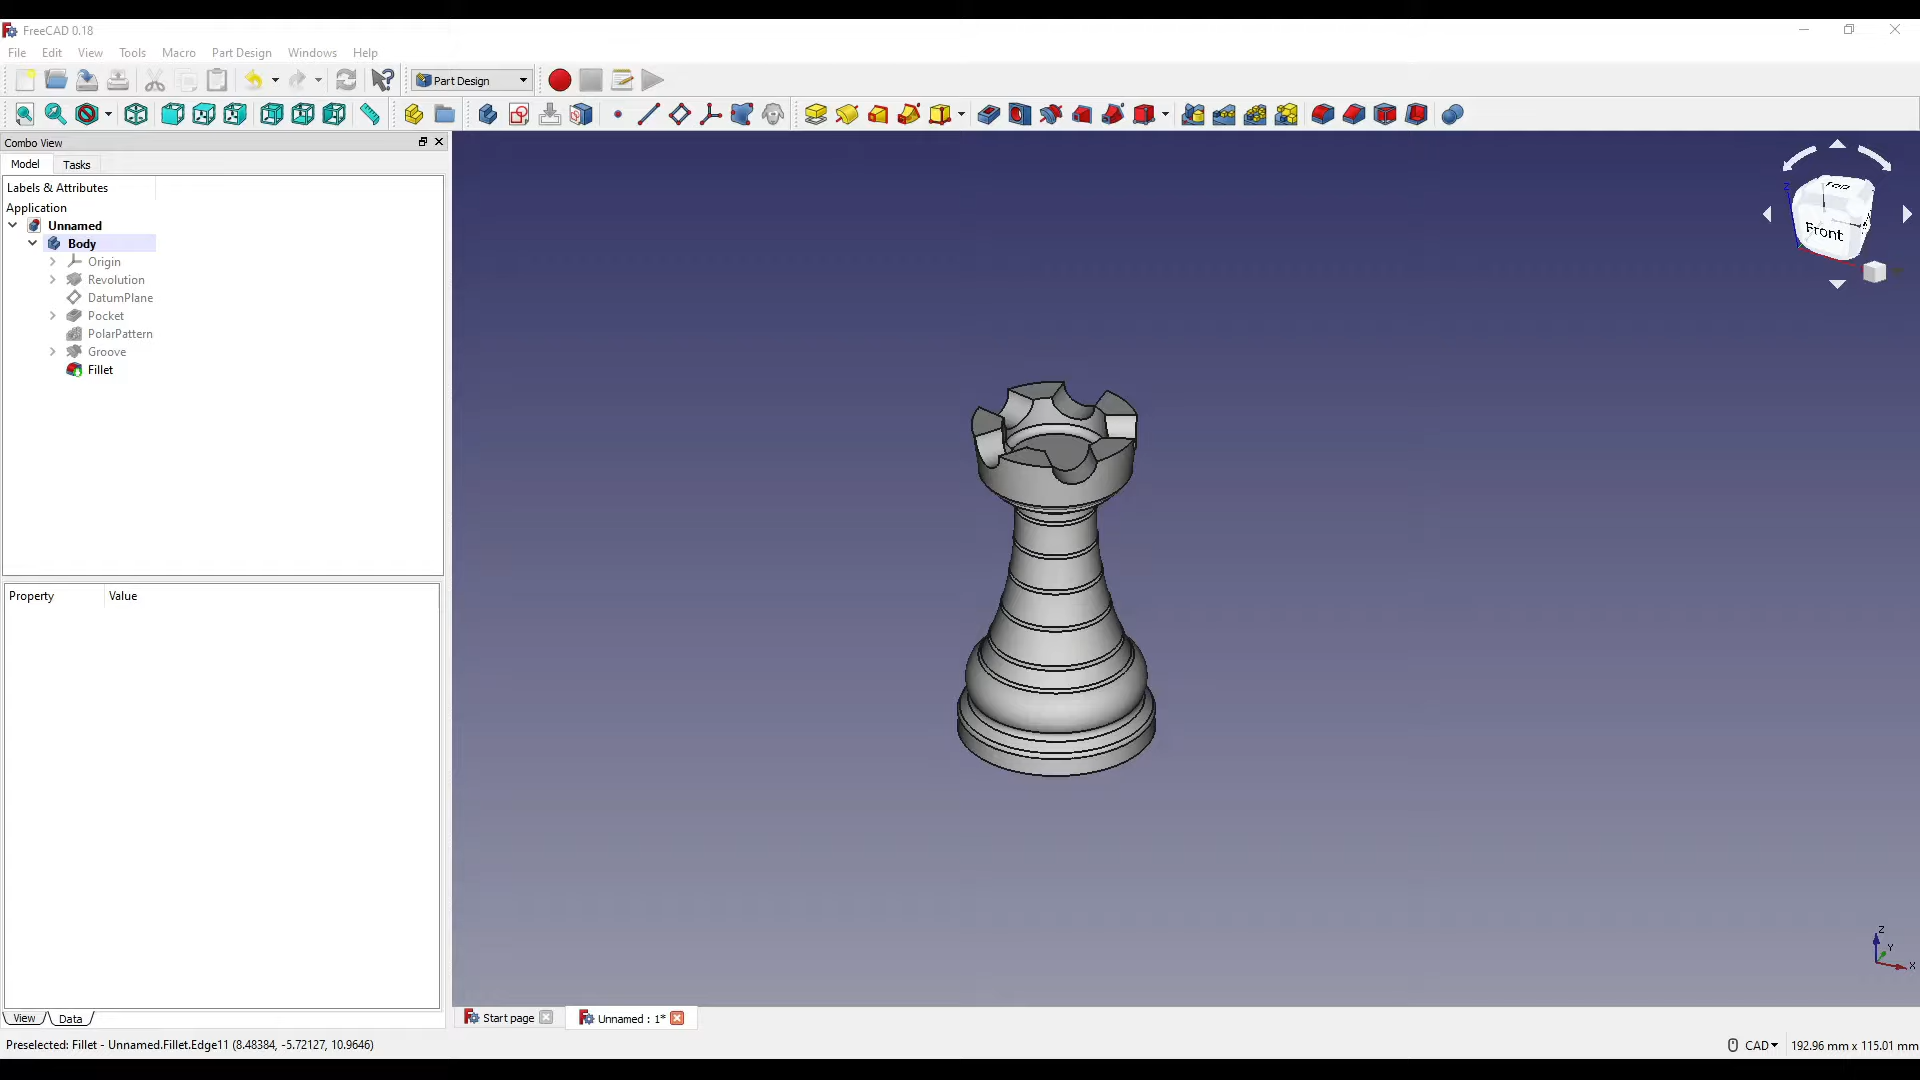 FreeCAD 0.18
File Edit View Tools Macro Part Design Windows Help
Part Design
Combo View
Model Tasks
Labels & Attributes
Application
Unnamed
Body
Origin
Revolution
DatumPlane
Pocket
PolarPattern
Groove
Fillet
Top
Front
Z
Property Value
Z
Y
X
View Data
Start page Unnamed : 1*
Preselected: Fillet - Unnamed.Fillet.Edge11 (8.48384, -5.72127, 10.9646)
CAD 192.96 mm x 115.01 mm